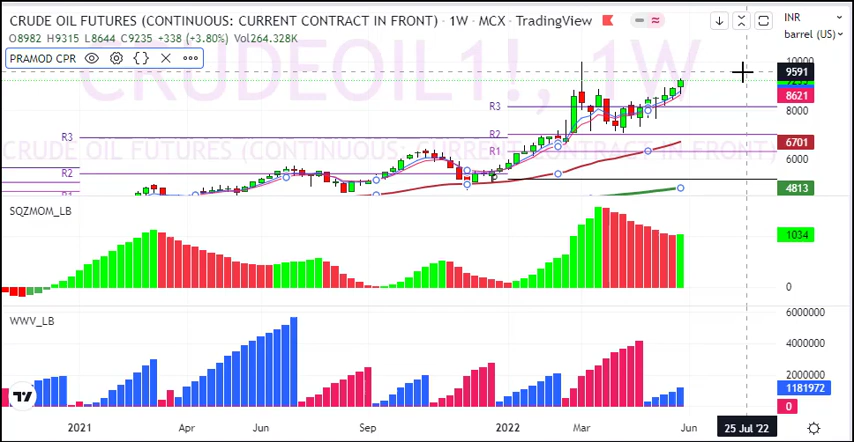 CRUDE OIL FUTURES (CONTINUOUS: CURRENT CONTRACT IN FRONT) · 1W · MCX · TradingView
INR
barrel (US)
O8982 H9315 L8644 C9235 +338 (+3.80%) Vol264.328K
CRUDEOIL1!, 1W
PRAMOD CPR
10000
9591
8621
8000
6701
6000
4813
R3
R3
R2
R2
R1
CRUDE OIL FUTURES (CONTINUOUS: CURRENT CONTRACT IN FRONT)
SQZMOM_LB
1034
0
WWV_LB
6000000
4000000
2000000
1181972
0
2021
Apr
Jun
Sep
2022
Mar
Jun
25 Jul '22